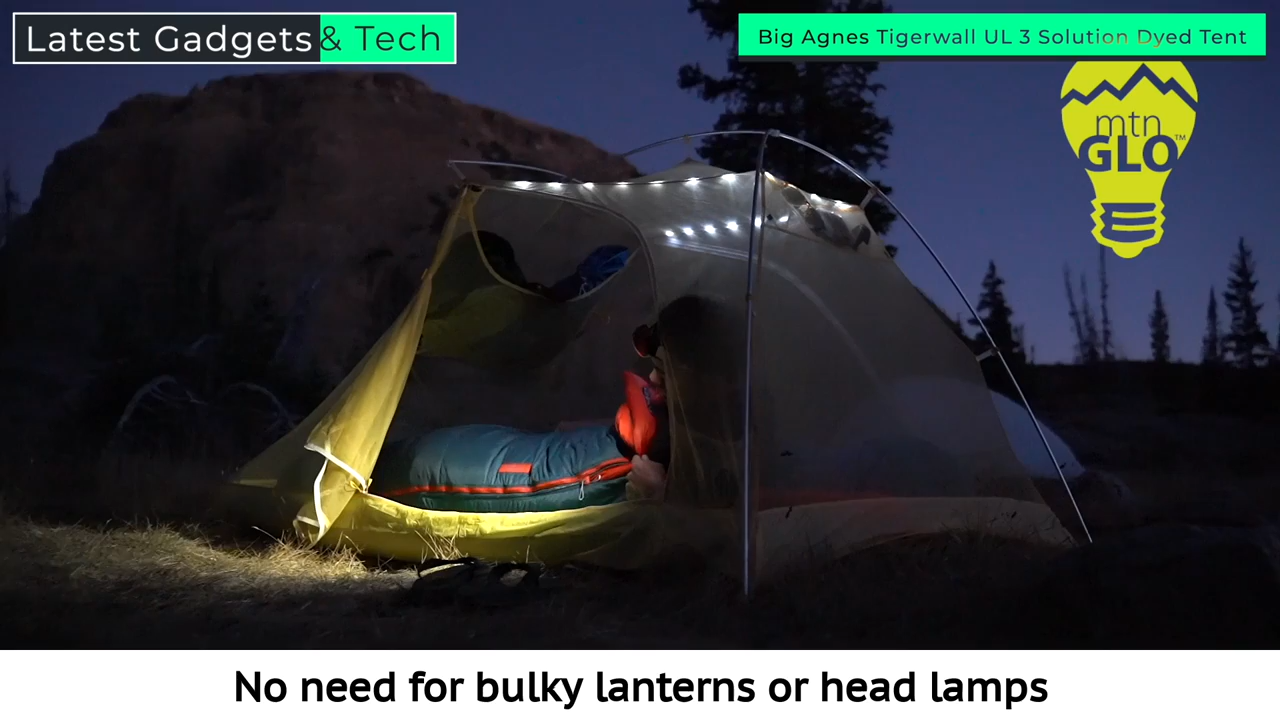 Latest Gadgets & Tech
Big Agnes Tigerwall UL 3 Solution Dyed Tent
mtn
GLO™
No need for bulky lanterns or head lamps